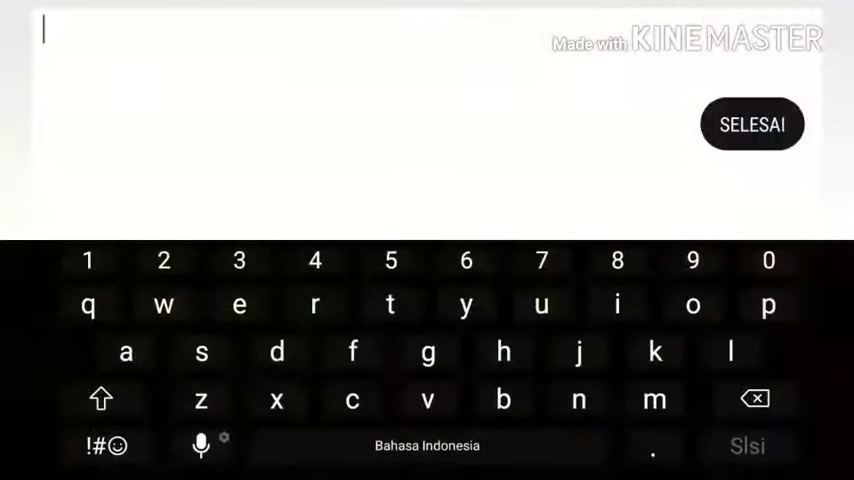 Made with KINEMASTER
SELESAI
1 2 3 4 5 6 7 8 9 0
q w e r t y u i o p
a s d f g h j k l
z x c v b n m
!#☺ Bahasa Indonesia . Slsi